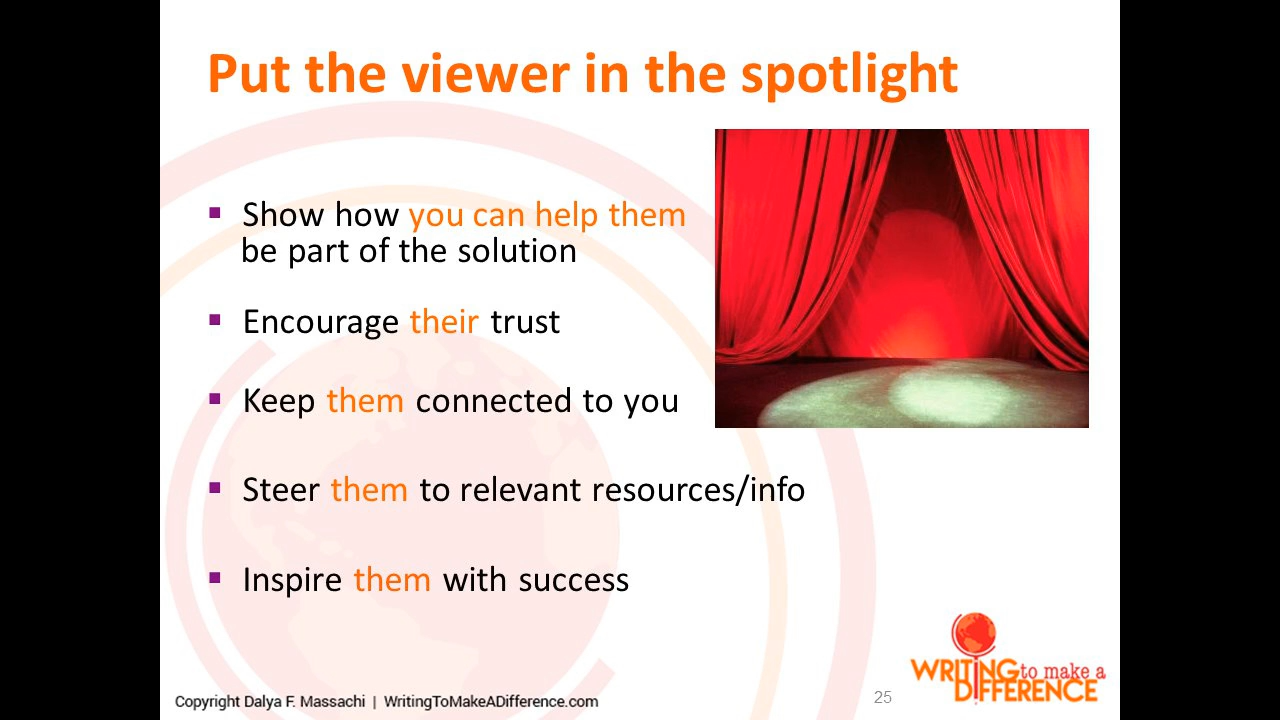 Put the viewer in the spotlight
Show how you can help them
be part of the solution
Encourage their trust
Keep them connected to you
Steer them to relevant resources/info
Inspire them with success
WRITING to make a
DIFFERENCE
Copyright Dalya F. Massachi | WritingToMakeADifference.com
25